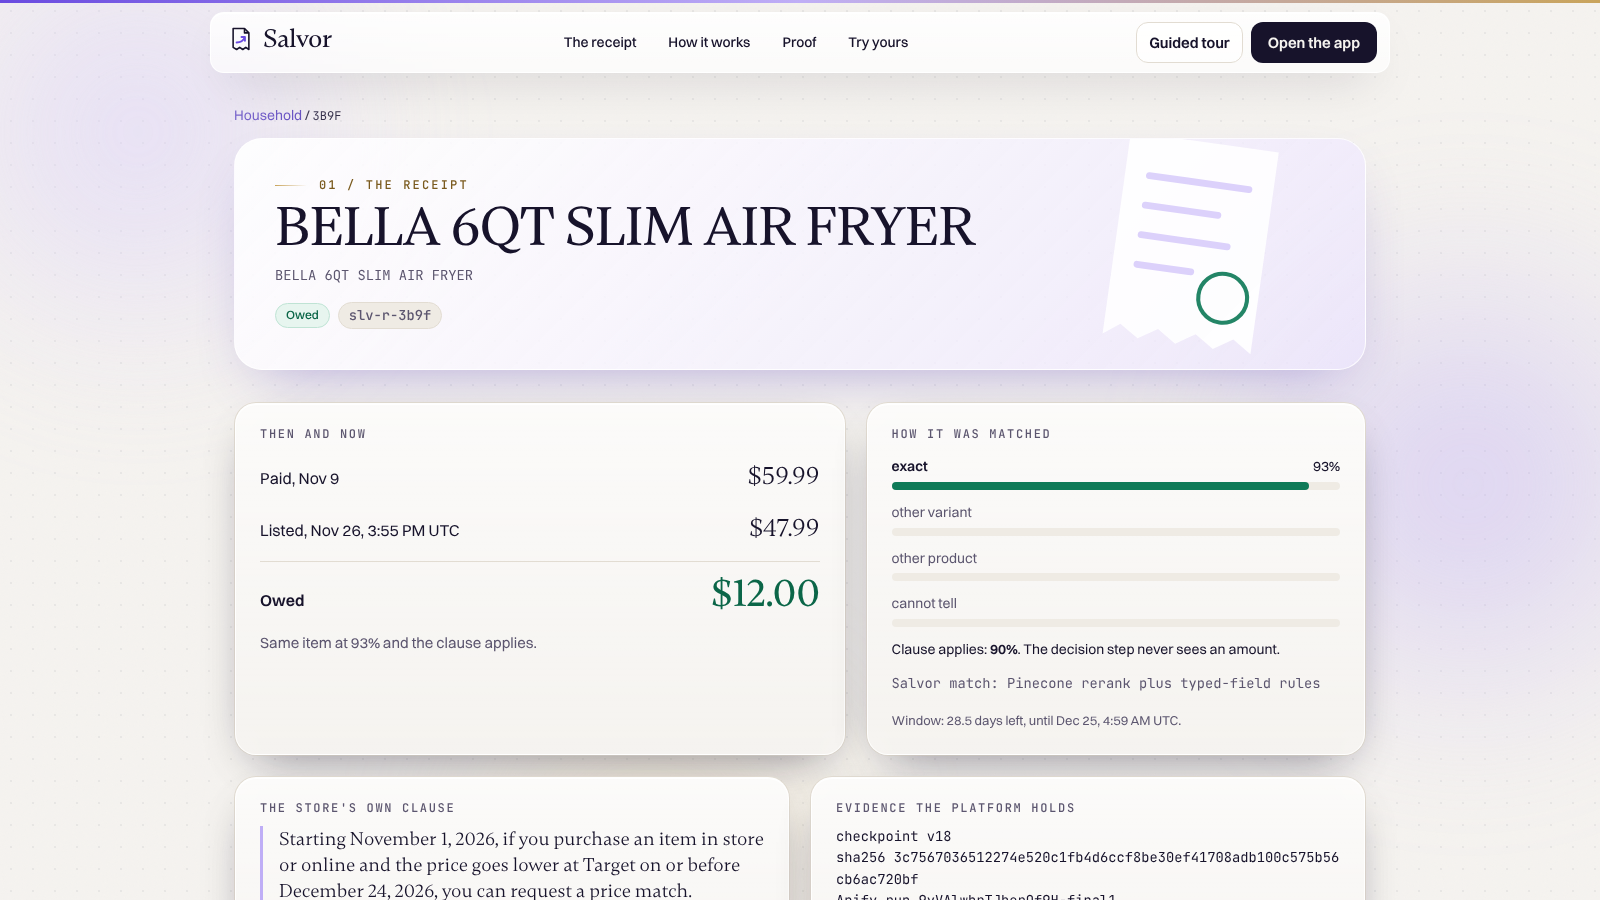 Salvor
The receipt
How it works
Proof
Try yours
Guided tour
Open the app
Household / 3B9F
01 / THE RECEIPT
BELLA 6QT SLIM AIR FRYER
BELLA 6QT SLIM AIR FRYER
Owed
slv-r-3b9f
THEN AND NOW
Paid, Nov 9
$59.99
Listed, Nov 26, 3:55 PM UTC
$47.99
Owed
$12.00
Same item at 93% and the clause applies.
HOW IT WAS MATCHED
exact
93%
other variant
other product
cannot tell
Clause applies: 90%. The decision step never sees an amount.
Salvor match: Pinecone rerank plus typed-field rules
Window: 28.5 days left, until Dec 25, 4:59 AM UTC.
THE STORE'S OWN CLAUSE
Starting November 1, 2026, if you purchase an item in store
or online and the price goes lower at Target on or before
December 24, 2026, you can request a price match.
EVIDENCE THE PLATFORM HOLDS
checkpoint v18
sha256 3c7567036512274e520c1fb4d6ccf8be30ef41708adb100c575b56
cb6ac720bf